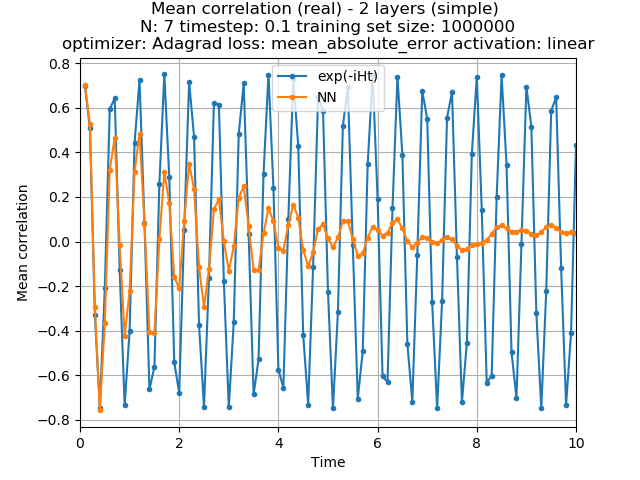 Mean correlation (real) - 2 layers (simple)
N: 7 timestep: 0.1 training set size: 1000000
optimizer: Adagrad loss: mean_absolute_error activation: linear
exp(-iHt)
NN
0.8
0.6
0.4
0.2
0.0
−0.2
−0.4
−0.6
−0.8
Mean correlation
0 2 4 6 8 10
Time